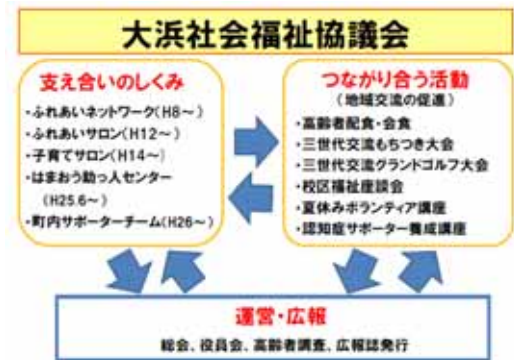 大浜社会福祉協議会
支え合いのしくみ
・ふれあいネットワーク(H8～)
・ふれあいサロン(H12～)
・子育てサロン(H14～)
・はまおう助っ人センター
(H25.6～)
・町内サポーターチーム(H26～)
つながり合う活動
(地域交流の促進)
・高齢者配食・会食
・三世代交流もちつき大会
・三世代交流グランドゴルフ大会
・校区福祉座談会
・夏休みボランティア講座
・認知症サポーター養成講座
運営・広報
総会、役員会、高齢者調査、広報誌発行